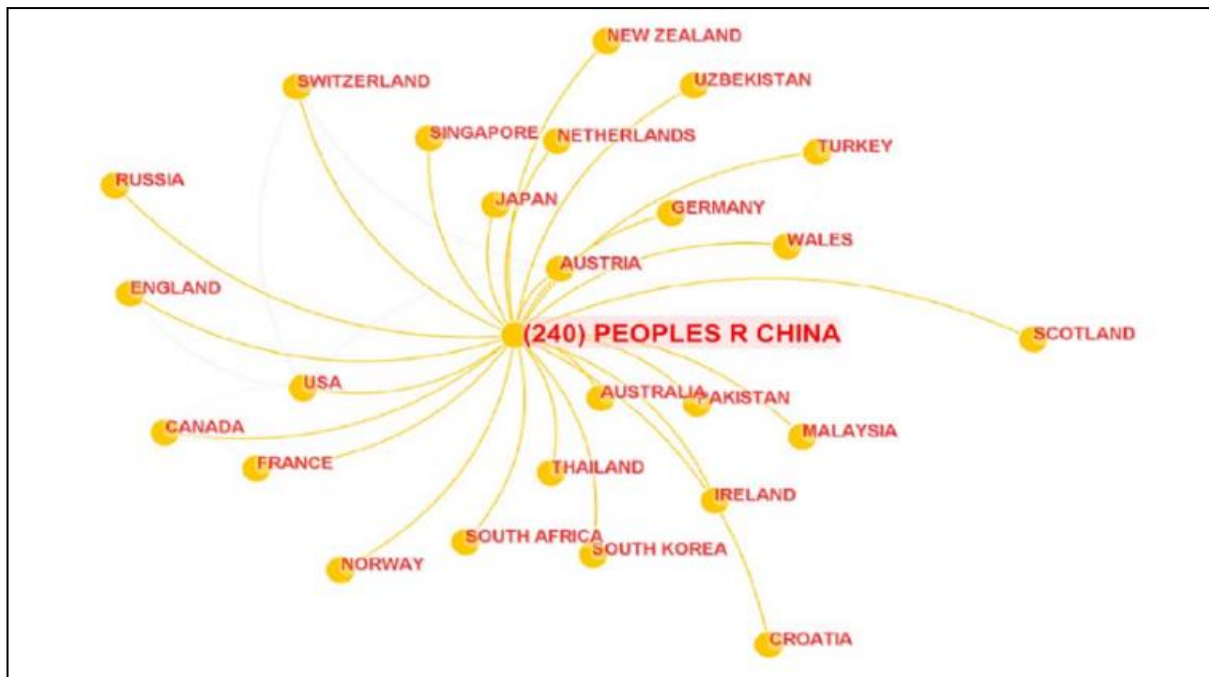 NEW ZEALAND
SWITZERLAND
UZBEKISTAN
SINGAPORE
NETHERLANDS
TURKEY
RUSSIA
JAPAN
GERMANY
WALES
AUSTRIA
ENGLAND
(240) PEOPLES R CHINA
SCOTLAND
USA
AUSTRALIA
PAKISTAN
CANADA
MALAYSIA
FRANCE
THAILAND
IRELAND
SOUTH AFRICA
SOUTH KOREA
NORWAY
CROATIA